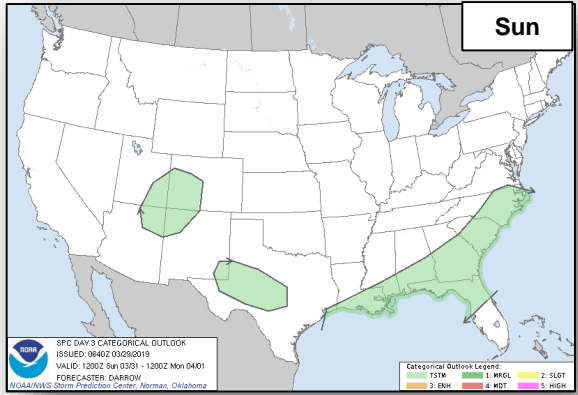 Sun
NOAA
SPC DAY 3 CATEGORICAL OUTLOOK
ISSUED: 0640Z 03/29/2019
VALID: 1200Z Sun 03/31 - 1200Z Mon 04/01
FORECASTER: DARROW
NOAA/NWS Storm Prediction Center, Norman, Oklahoma
Categorical Outlook Legend:
TSTM 1: MRGL 2: SLGT
3: ENH 4: MDT 5: HIGH